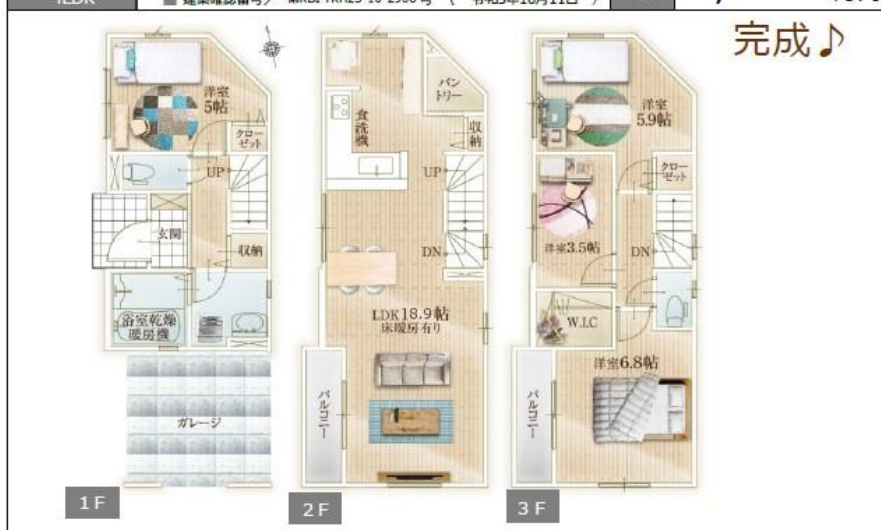 4LDK
完成♪
洋室
5帖
クロー
ゼット
UP
玄関
収納
浴室乾燥
暖房機
ガレージ
1F
パン
トリー
食洗機
収納
UP
DN
LDK18.9帖
床暖房有り
バルコニー
2F
洋室
5.9帖
クロー
ゼット
洋室3.5帖
DN
W.I.C
洋室6.8帖
バルコニー
3F